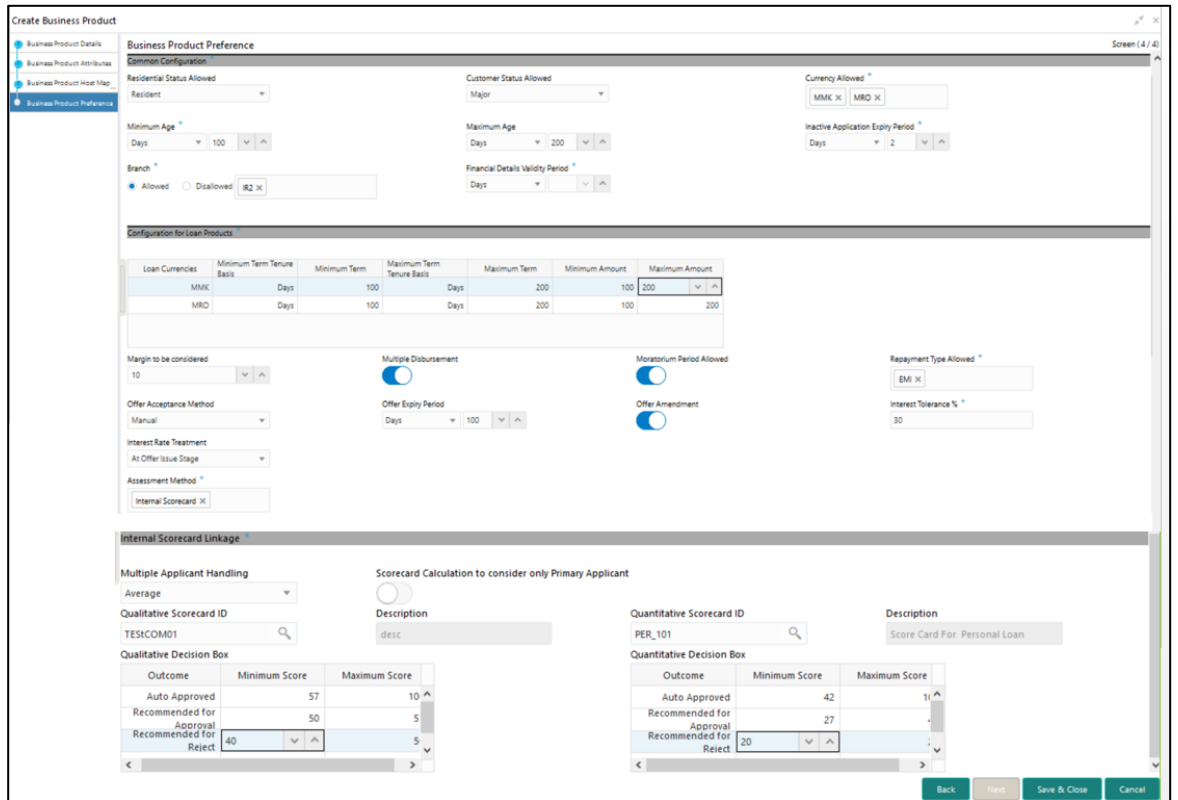 Create Business Product
Business Product Details
Business Product Attributes
Business Product Host Map_
Business Product Preference
Business Product Preference
Screen ( 4 / 4)
Common Configuration *
Residential Status Allowed
Customer Status Allowed
Currency Allowed *
Resident
Major
MMK × MRO ×
Minimum Age *
Maximum Age
Inactive Application Expiry Period *
Days 100
Days 200
Days 2
Branch *
Financial Details Validity Period *
Allowed Disallowed IR2 ×
Days
Configuration for Loan Products *
Loan Currencies Minimum Term Tenure Basis Minimum Term Maximum Term Tenure Basis Maximum Term Minimum Amount Maximum Amount
MMK Days 100 Days 200 100 200
MRO Days 100 Days 200 100 200
Margin to be considered
Multiple Disbursement
Moratorium Period Allowed
Repayment Type Allowed *
10
EMI ×
Offer Acceptance Method
Offer Expiry Period
Offer Amendment
Interest Tolerance % *
Manual
Days 100
30
Interest Rate Treatment
At Offer Issue Stage
Assessment Method *
Internal Scorecard ×
Internal Scorecard Linkage *
Multiple Applicant Handling
Scorecard Calculation to consider only Primary Applicant
Average
Qualitative Scorecard ID
Description
Quantitative Scorecard ID
Description
TEStCOM01
desc
PER_101
Score Card For Personal Loan
Qualitative Decision Box
Quantitative Decision Box
Outcome Minimum Score Maximum Score
Auto Approved 57 10
Recommended for Approval 50 5
Recommended for Reject 40 5
Outcome Minimum Score Maximum Score
Auto Approved 42
Recommended for Approval 27
Recommended for Reject 20
Back Next Save & Close Cancel